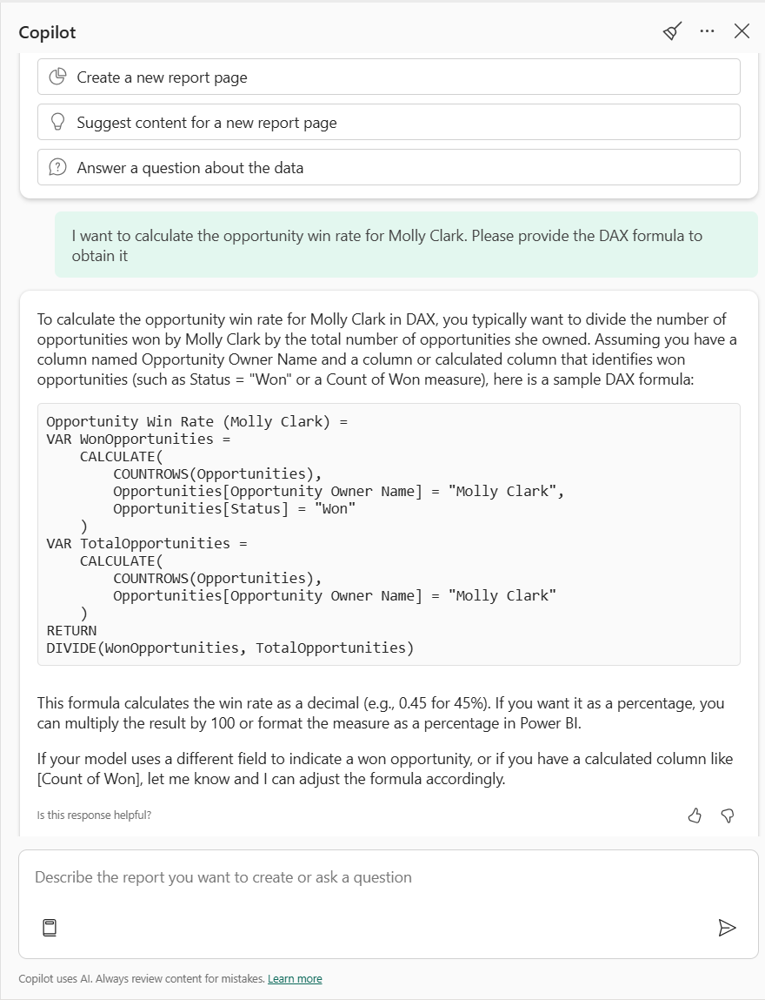 Copilot
Create a new report page
Suggest content for a new report page
Answer a question about the data
I want to calculate the opportunity win rate for Molly Clark. Please provide the DAX formula to
obtain it
To calculate the opportunity win rate for Molly Clark in DAX, you typically want to divide the number of
opportunities won by Molly Clark by the total number of opportunities she owned. Assuming you have a
column named Opportunity Owner Name and a column or calculated column that identifies won
opportunities (such as Status = "Won" or a Count of Won measure), here is a sample DAX formula:
Opportunity Win Rate (Molly Clark) =
VAR WonOpportunities =
    CALCULATE(
        COUNTROWS(Opportunities),
        Opportunities[Opportunity Owner Name] = "Molly Clark",
        Opportunities[Status] = "Won"
    )
VAR TotalOpportunities =
    CALCULATE(
        COUNTROWS(Opportunities),
        Opportunities[Opportunity Owner Name] = "Molly Clark"
    )
RETURN
DIVIDE(WonOpportunities, TotalOpportunities)
This formula calculates the win rate as a decimal (e.g., 0.45 for 45%). If you want it as a percentage, you
can multiply the result by 100 or format the measure as a percentage in Power BI.
If your model uses a different field to indicate a won opportunity, or if you have a calculated column like
[Count of Won], let me know and I can adjust the formula accordingly.
Is this response helpful?
Describe the report you want to create or ask a question
Copilot uses AI. Always review content for mistakes. Learn more